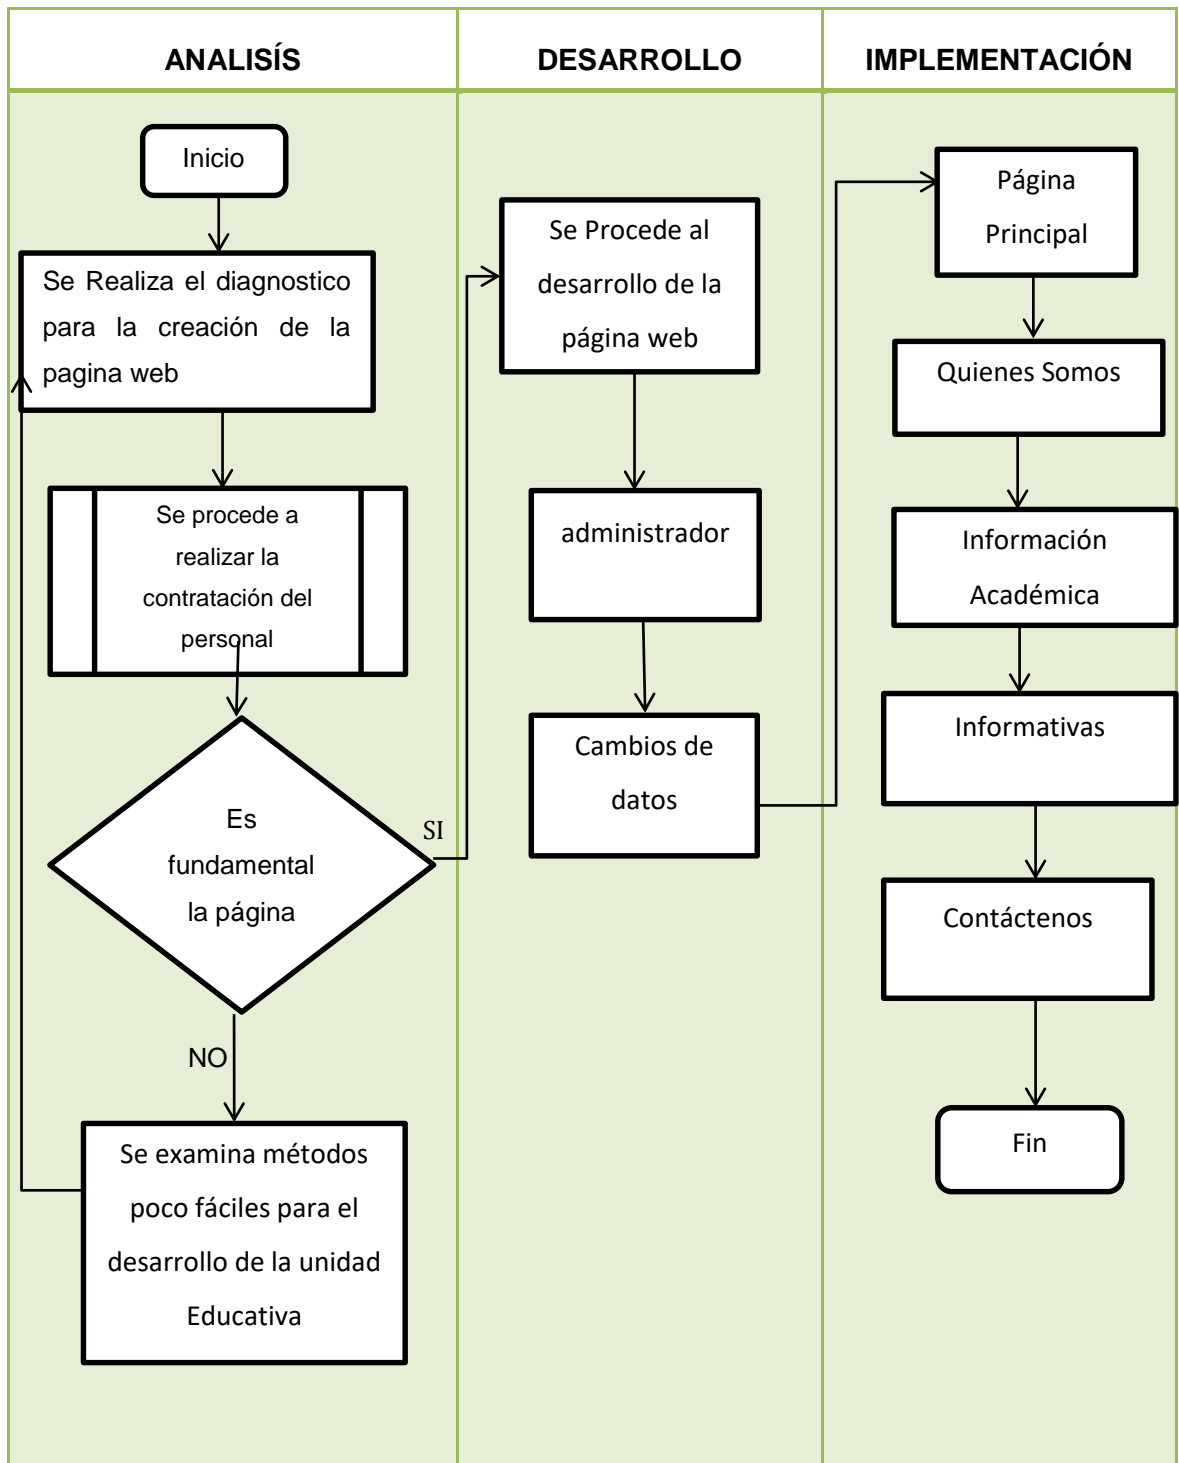 ANALISÍS
DESARROLLO
IMPLEMENTACIÓN
Inicio
Se Realiza el diagnostico
para la creación de la
pagina web
Se procede a
realizar la
contratación del
personal
Es
fundamental
la página
SI
NO
Se examina métodos
poco fáciles para el
desarrollo de la unidad
Educativa
Se Procede al
desarrollo de la
página web
administrador
Cambios de
datos
Página
Principal
Quienes Somos
Información
Académica
Informativas
Contáctenos
Fin